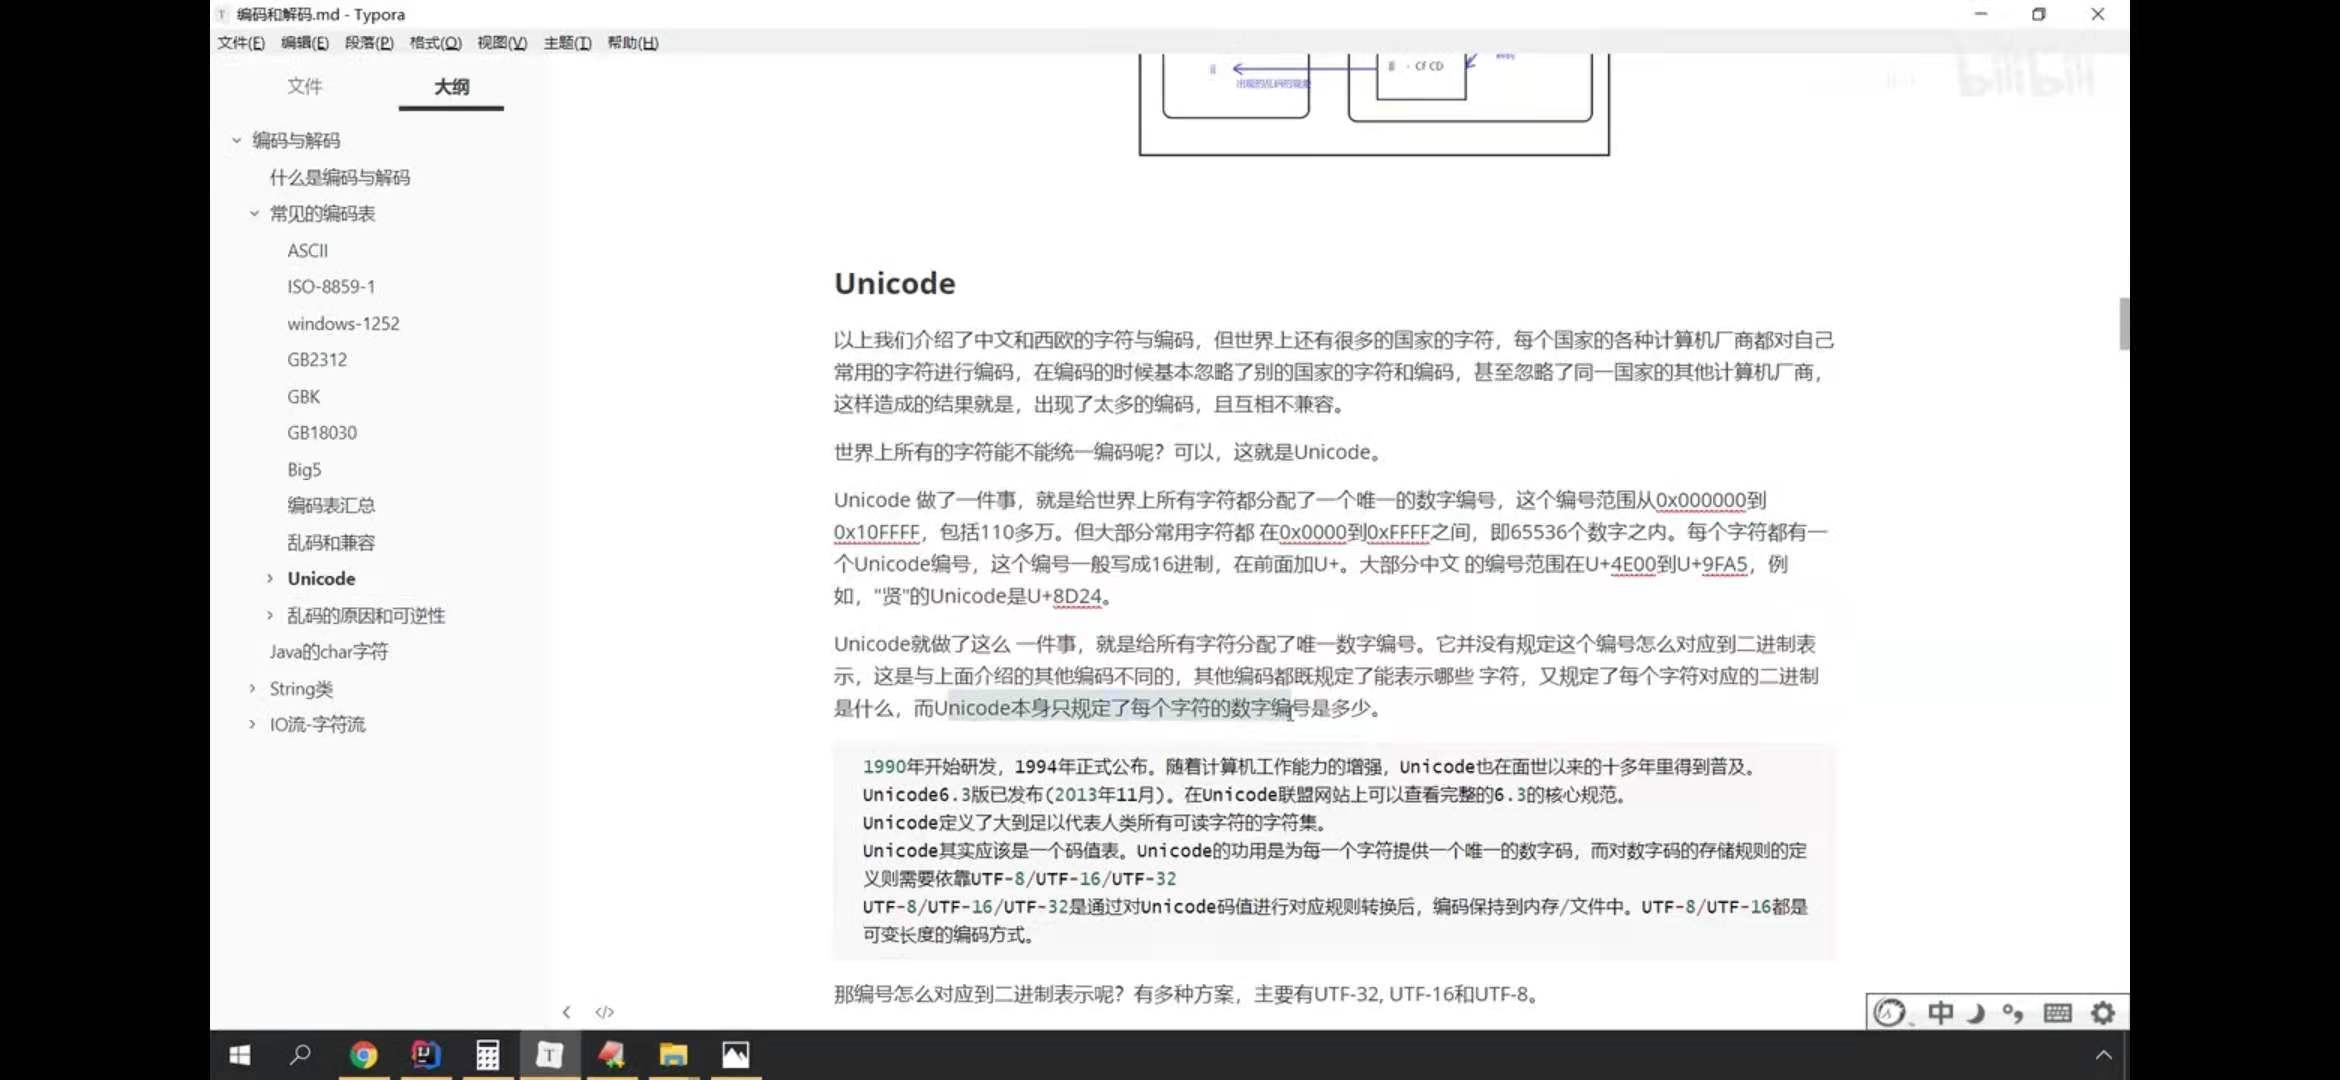 编码和解码.md - Typora
文件(F) 编辑(E) 段落(P) 格式(O) 视图(V) 主题(T) 帮助(H)
文件 大纲
编码与解码
什么是编码与解码
常见的编码表
ASCII
ISO-8859-1
windows-1252
GB2312
GBK
GB18030
Big5
编码表汇总
乱码和兼容
Unicode
乱码的原因和可逆性
Java的char字符
String类
IO流-字符流
CF CD
出现的乱码的现象
bilibili
Unicode
以上我们介绍了中文和西欧的字符与编码，但世界上还有很多的国家的字符，每个国家的各种计算机厂商都对自己
常用的字符进行编码，在编码的时候基本忽略了别的国家的字符和编码，甚至忽略了同一国家的其他计算机厂商，
这样造成的结果就是，出现了太多的编码，且互相不兼容。
世界上所有的字符能不能统一编码呢？可以，这就是Unicode。
Unicode 做了一件事，就是给世界上所有字符都分配了一个唯一的数字编号，这个编号范围从0x000000到
0x10FFFF，包括110多万。但大部分常用字符都 在0x0000到0xFFFF之间，即65536个数字之内。每个字符都有一
个Unicode编号，这个编号一般写成16进制，在前面加U+。大部分中文 的编号范围在U+4E00到U+9FA5，例
如，"贤"的Unicode是U+8D24。
Unicode就做了这么 一件事，就是给所有字符分配了唯一数字编号。它并没有规定这个编号怎么对应到二进制表
示，这是与上面介绍的其他编码不同的，其他编码都既规定了能表示哪些 字符，又规定了每个字符对应的二进制
是什么，而Unicode本身只规定了每个字符的数字编号是多少。
1990年开始研发，1994年正式公布。随着计算机工作能力的增强，Unicode也在面世以来的十多年里得到普及。
Unicode6.3版已发布(2013年11月)。在Unicode联盟网站上可以查看完整的6.3的核心规范。
Unicode定义了大到足以代表人类所有可读字符的字符集。
Unicode其实应该是一个码值表。Unicode的功用是为每一个字符提供一个唯一的数字码，而对数字码的存储规则的定
义则需要依靠UTF-8/UTF-16/UTF-32
UTF-8/UTF-16/UTF-32是通过对Unicode码值进行对应规则转换后，编码保持到内存/文件中。UTF-8/UTF-16都是
可变长度的编码方式。
那编号怎么对应到二进制表示呢？有多种方案，主要有UTF-32, UTF-16和UTF-8。
中